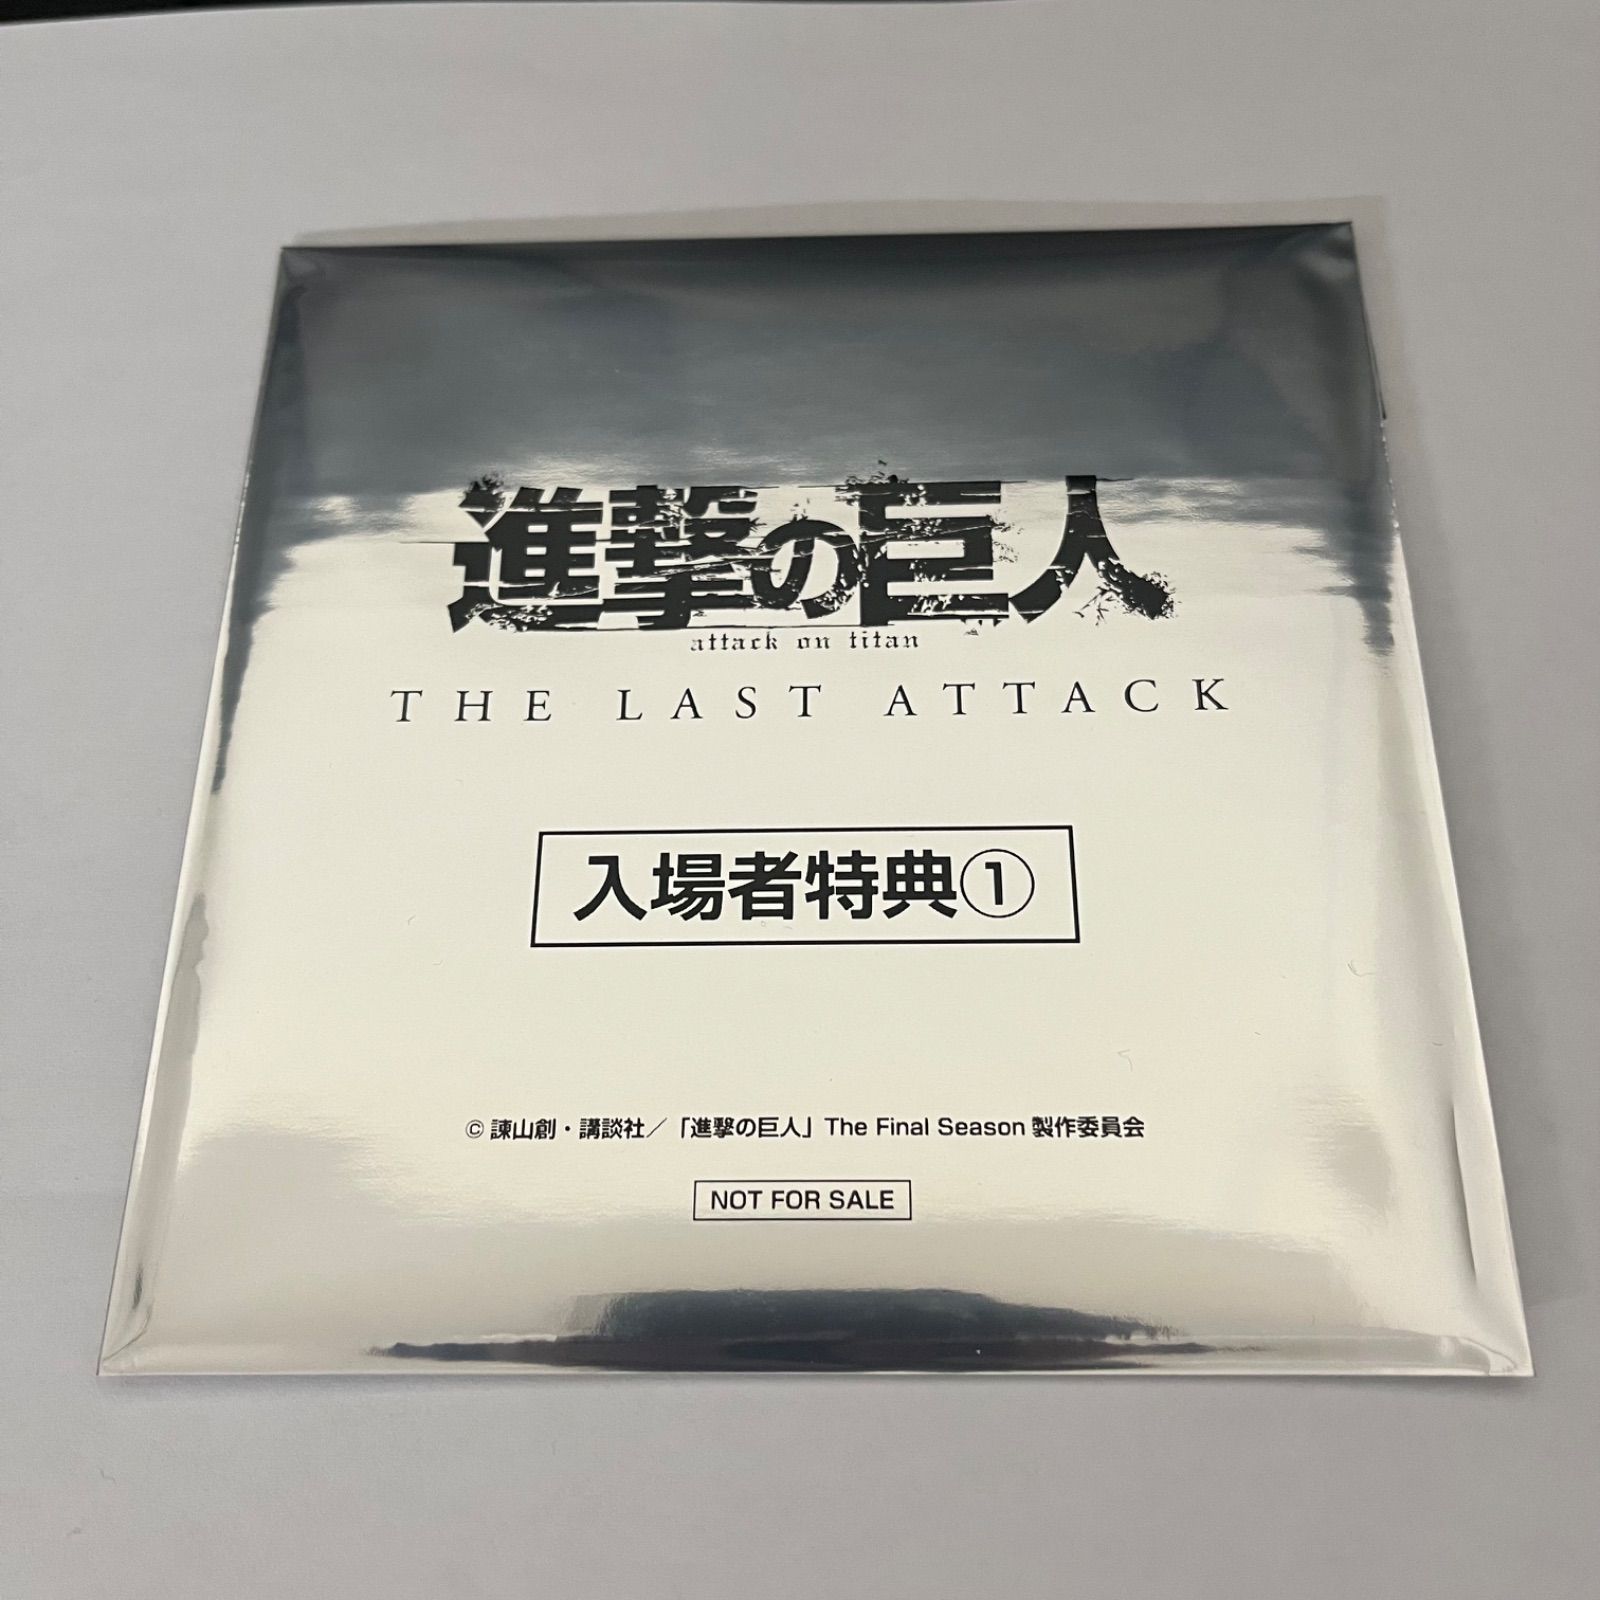 進撃の巨人
attack on titan
THE LAST ATTACK
入場者特典①
© 諫山創・講談社／「進撃の巨人」The Final Season 製作委員会
NOT FOR SALE